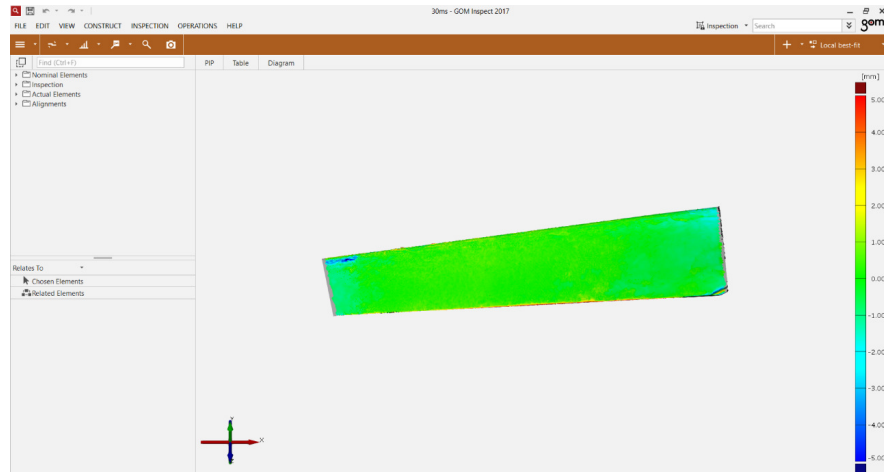 30ms - GOM Inspect 2017
FILE EDIT VIEW CONSTRUCT INSPECTION OPERATIONS HELP
Inspection
Search
gom
Local best-fit
Find (Ctrl+F)
PIP Table Diagram
Nominal Elements
Inspection
Actual Elements
Alignments
[mm]
5.00
4.00
3.00
2.00
1.00
0.00
-1.00
-2.00
-3.00
-4.00
-5.00
Relates To
Chosen Elements
Related Elements
Y
X